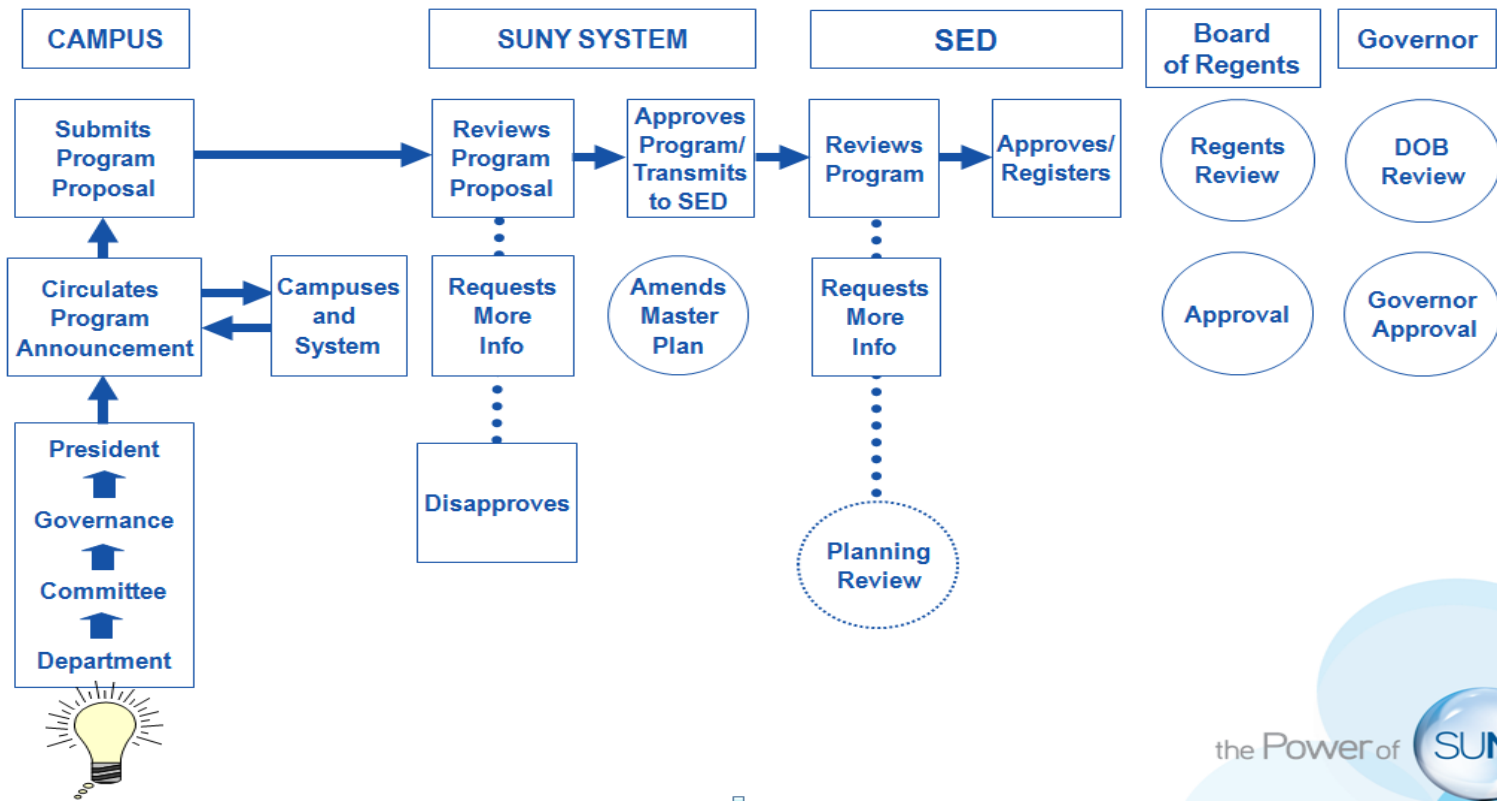 CAMPUS
SUNY SYSTEM
SED
Board
of Regents
Governor
Submits
Program
Proposal
Reviews
Program
Proposal
Approves
Program/
Transmits
to SED
Reviews
Program
Approves/
Registers
Regents
Review
DOB
Review
Circulates
Program
Announcement
Campuses
and
System
Requests
More
Info
Amends
Master
Plan
Requests
More
Info
Approval
Governor
Approval
President
Governance
Committee
Department
Disapproves
Planning
Review
the Power of